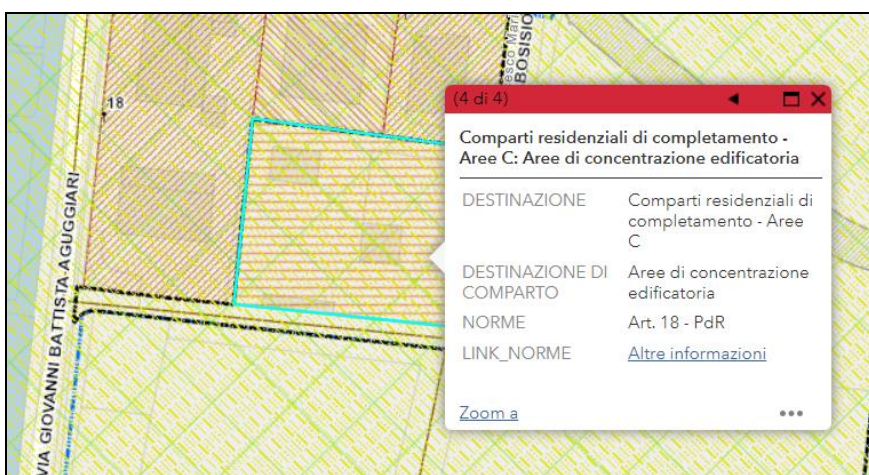 esco Mari
BOSISIO
18
VIA GIOVANNI BATTISTA AGUGGIARI
(4 di 4)
Comparti residenziali di completamento -
Aree C: Aree di concentrazione edificatoria
DESTINAZIONE
Comparti residenziali di
completamento - Aree
C
DESTINAZIONE DI
COMPARTO
Aree di concentrazione
edificatoria
NORME
Art. 18 - PdR
LINK_NORME
Altre informazioni
Zoom a